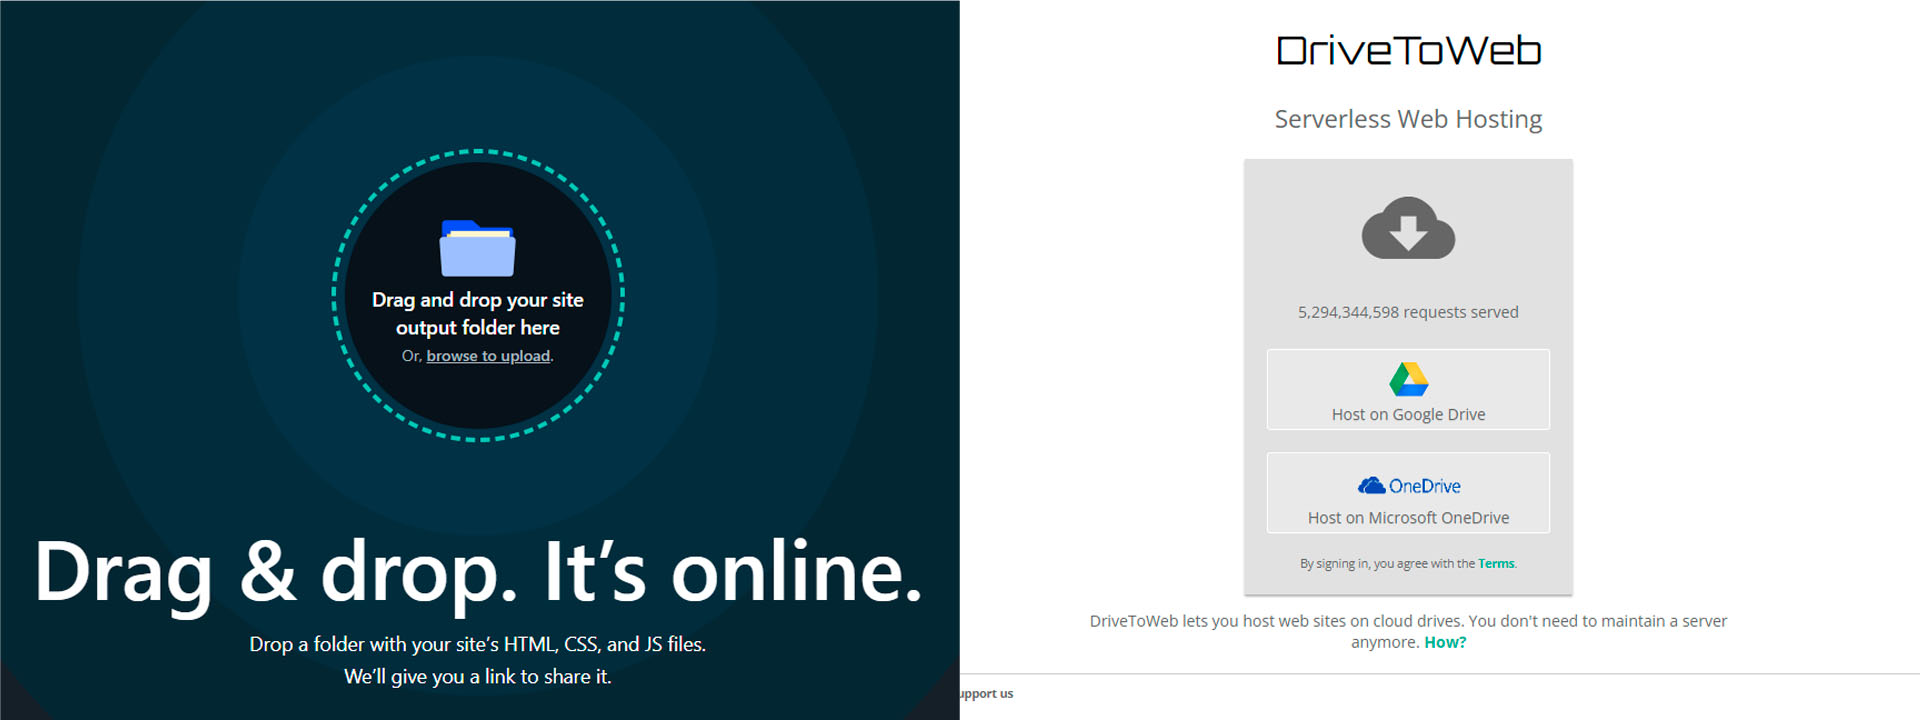 Drag and drop your site
output folder here
Or, browse to upload.
Drag & drop. It’s online.
Drop a folder with your site’s HTML, CSS, and JS files.
We’ll give you a link to share it.
DriveToWeb
Serverless Web Hosting
5,294,344,598 requests served
Host on Google Drive
OneDrive
Host on Microsoft OneDrive
By signing in, you agree with the Terms.
DriveToWeb lets you host web sites on cloud drives. You don't need to maintain a server
anymore. How?
upport us